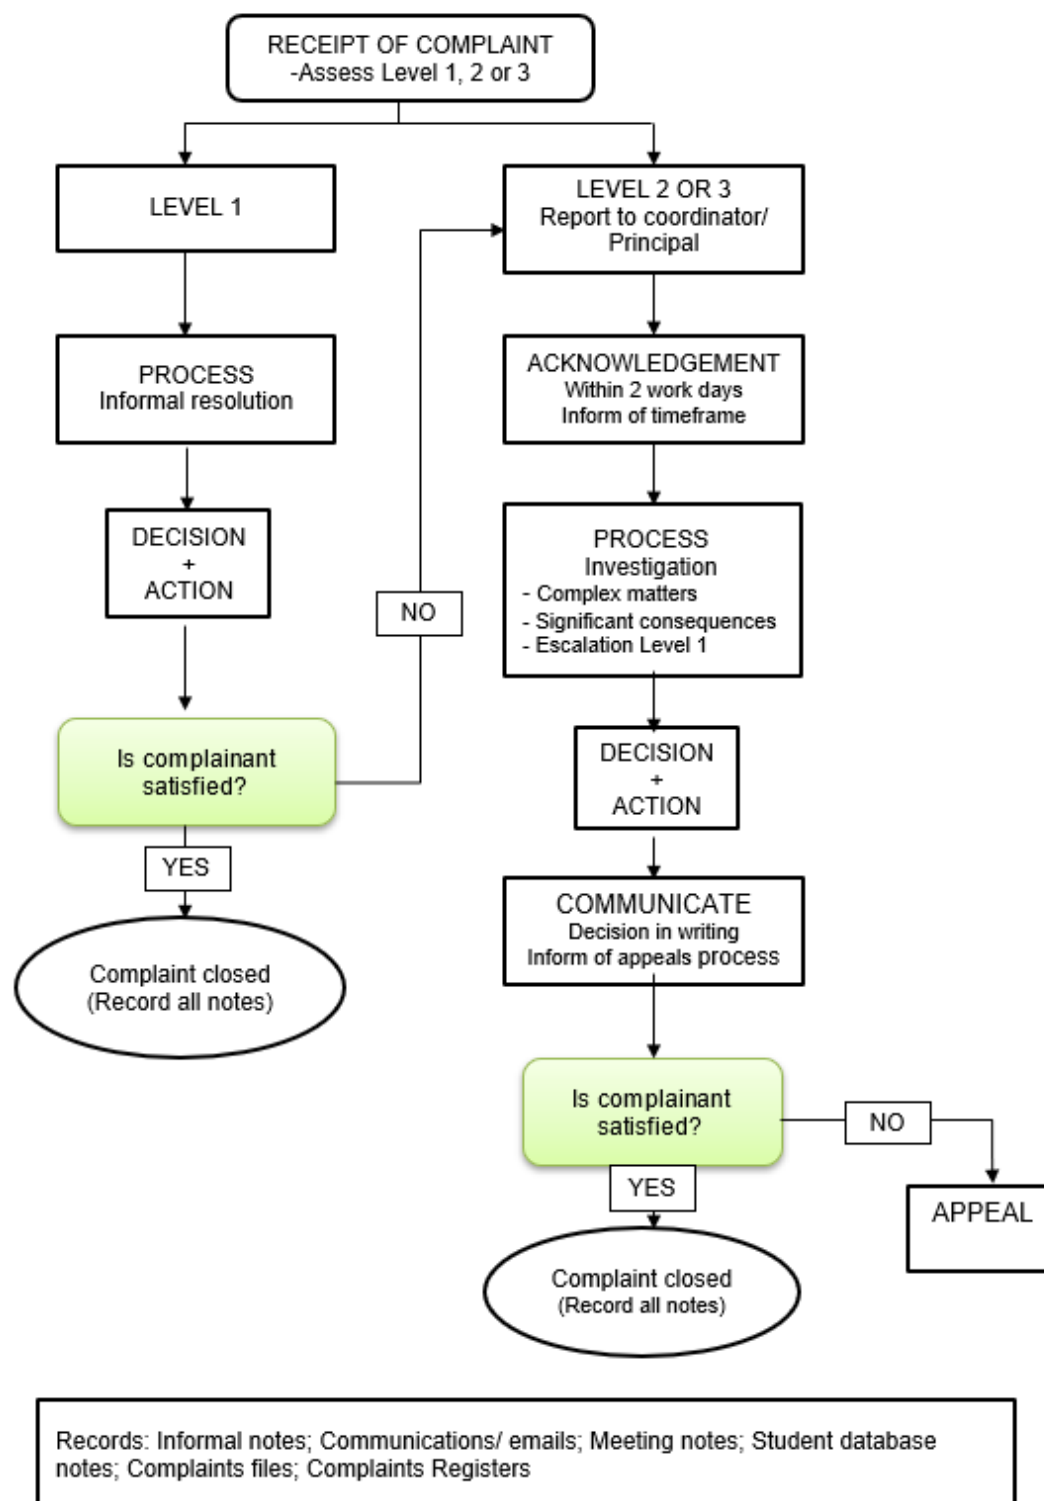 RECEIPT OF COMPLAINT
-Assess Level 1, 2 or 3
LEVEL 1
PROCESS
Informal resolution
DECISION
+
ACTION
Is complainant
satisfied?
NO
YES
Complaint closed
(Record all notes)
LEVEL 2 OR 3
Report to coordinator/
Principal
ACKNOWLEDGEMENT
Within 2 work days
Inform of timeframe
PROCESS
Investigation
- Complex matters
- Significant consequences
- Escalation Level 1
DECISION
+
ACTION
COMMUNICATE
Decision in writing
Inform of appeals process
Is complainant
satisfied?
NO
APPEAL
YES
Complaint closed
(Record all notes)
Records: Informal notes; Communications/ emails; Meeting notes; Student database
notes; Complaints files; Complaints Registers